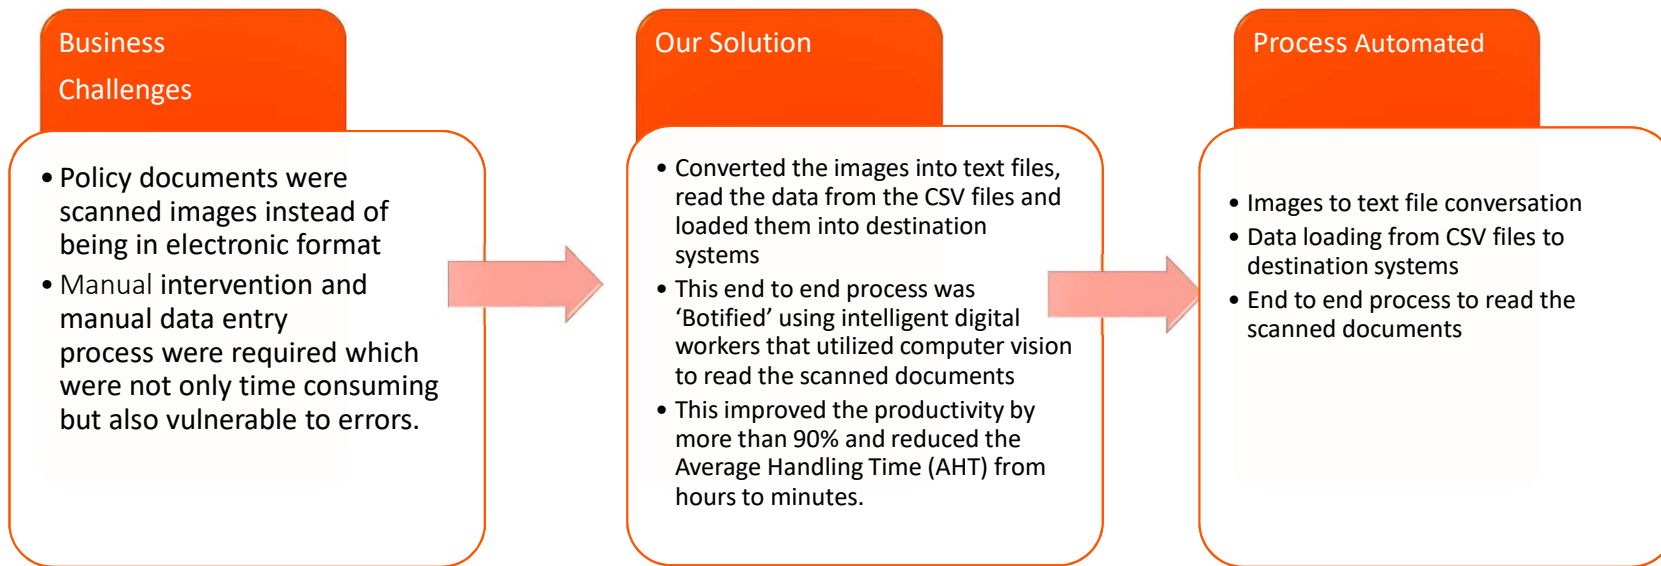 Business
Challenges
• Policy documents were
scanned images instead of
being in electronic format
• Manual intervention and
manual data entry
process were required which
were not only time consuming
but also vulnerable to errors.
Our Solution
• Converted the images into text files,
read the data from the CSV files and
loaded them into destination
systems
• This end to end process was
‘Botified’ using intelligent digital
workers that utilized computer vision
to read the scanned documents
• This improved the productivity by
more than 90% and reduced the
Average Handling Time (AHT) from
hours to minutes.
Process Automated
• Images to text file conversation
• Data loading from CSV files to
destination systems
• End to end process to read the
scanned documents